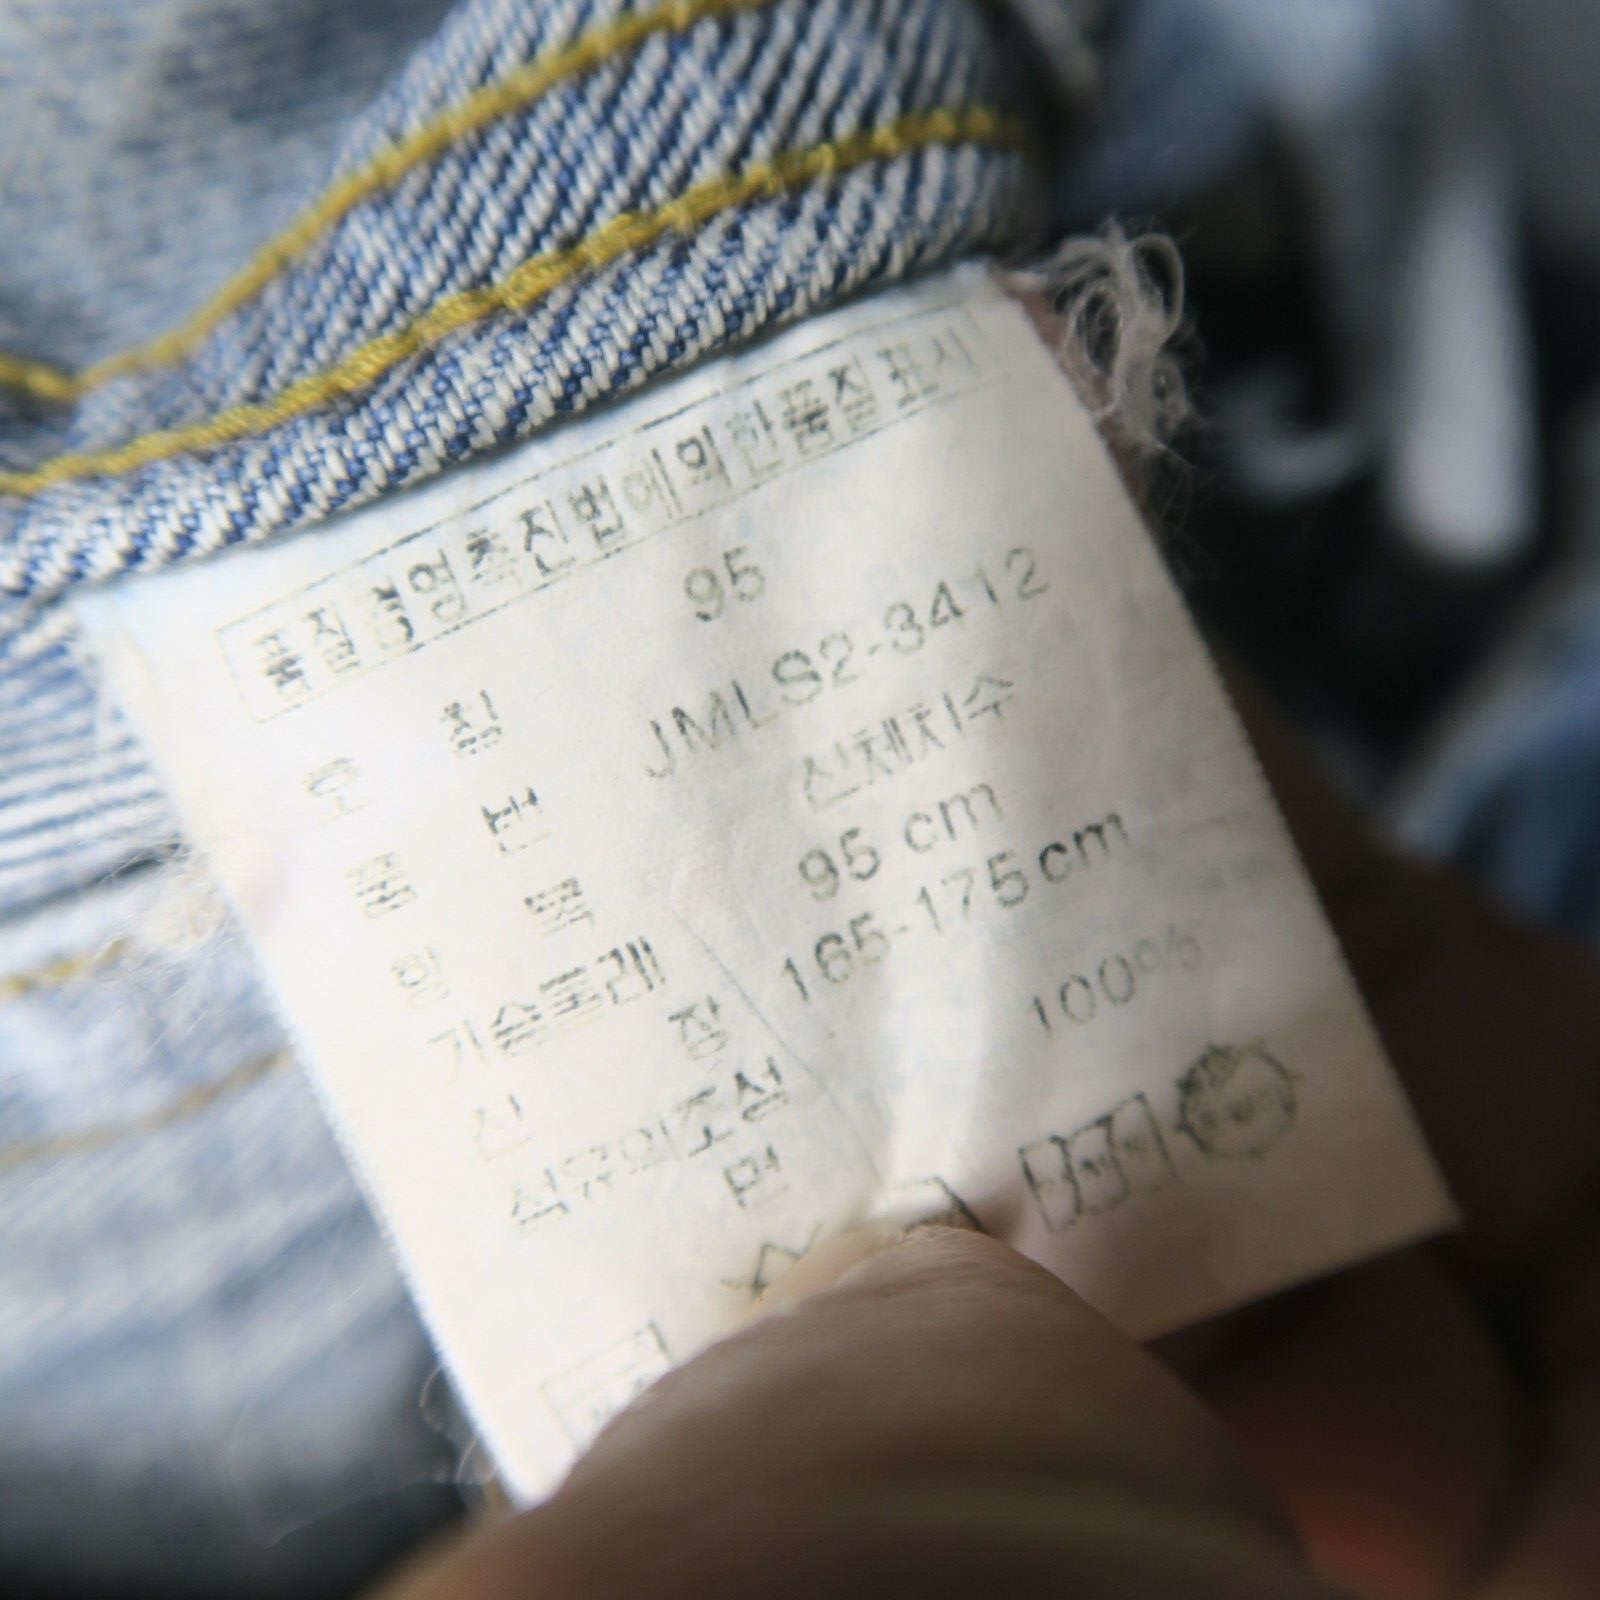 품질경영촉진법에의한품질표시
호 칭 95
품 번 JMLS2-3412
항 목 신체치수
가슴둘레 95 cm
신 장 165-175cm
섬유의조성
면 100%